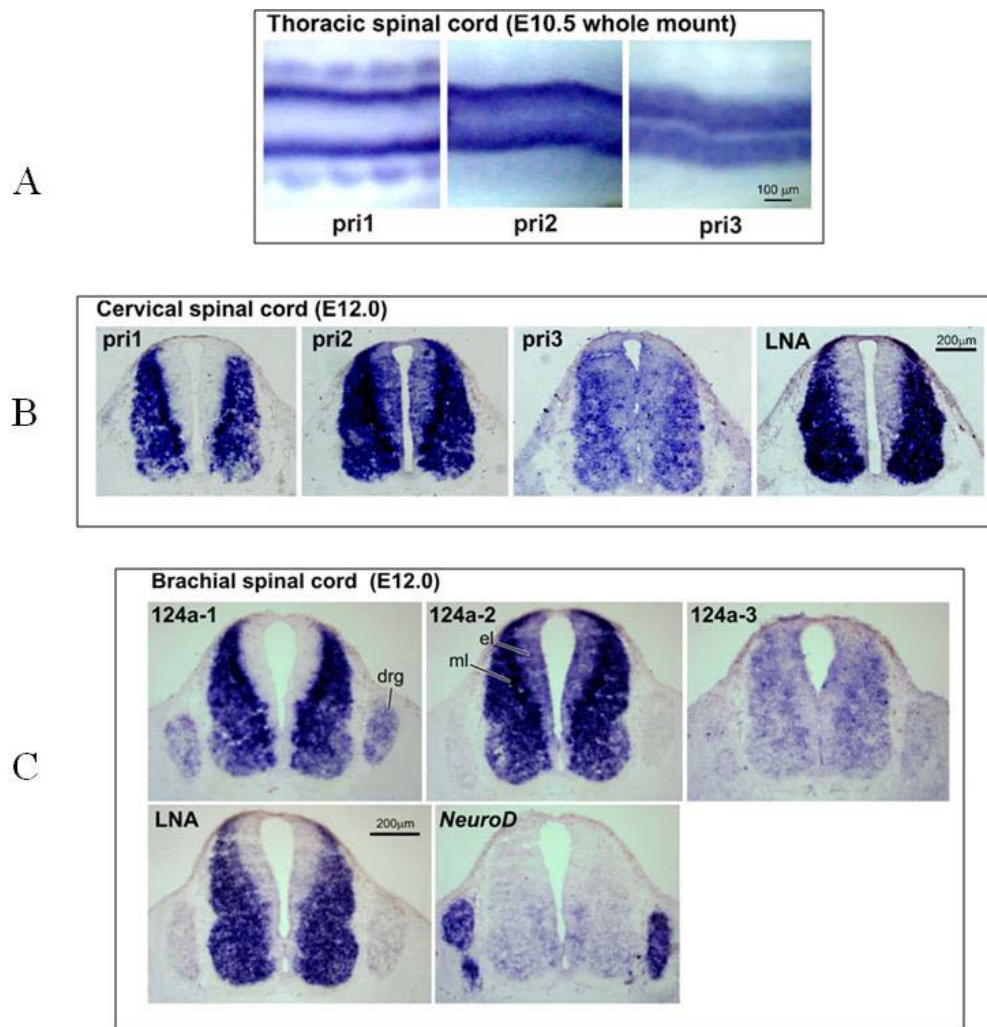 A
Thoracic spinal cord (E10.5 whole mount)
100 µm
pri1 pri2 pri3
B
Cervical spinal cord (E12.0)
pri1 pri2 pri3 LNA
200µm
C
Brachial spinal cord (E12.0)
124a-1 124a-2 124a-3
el
ml
drg
LNA NeuroD
200µm